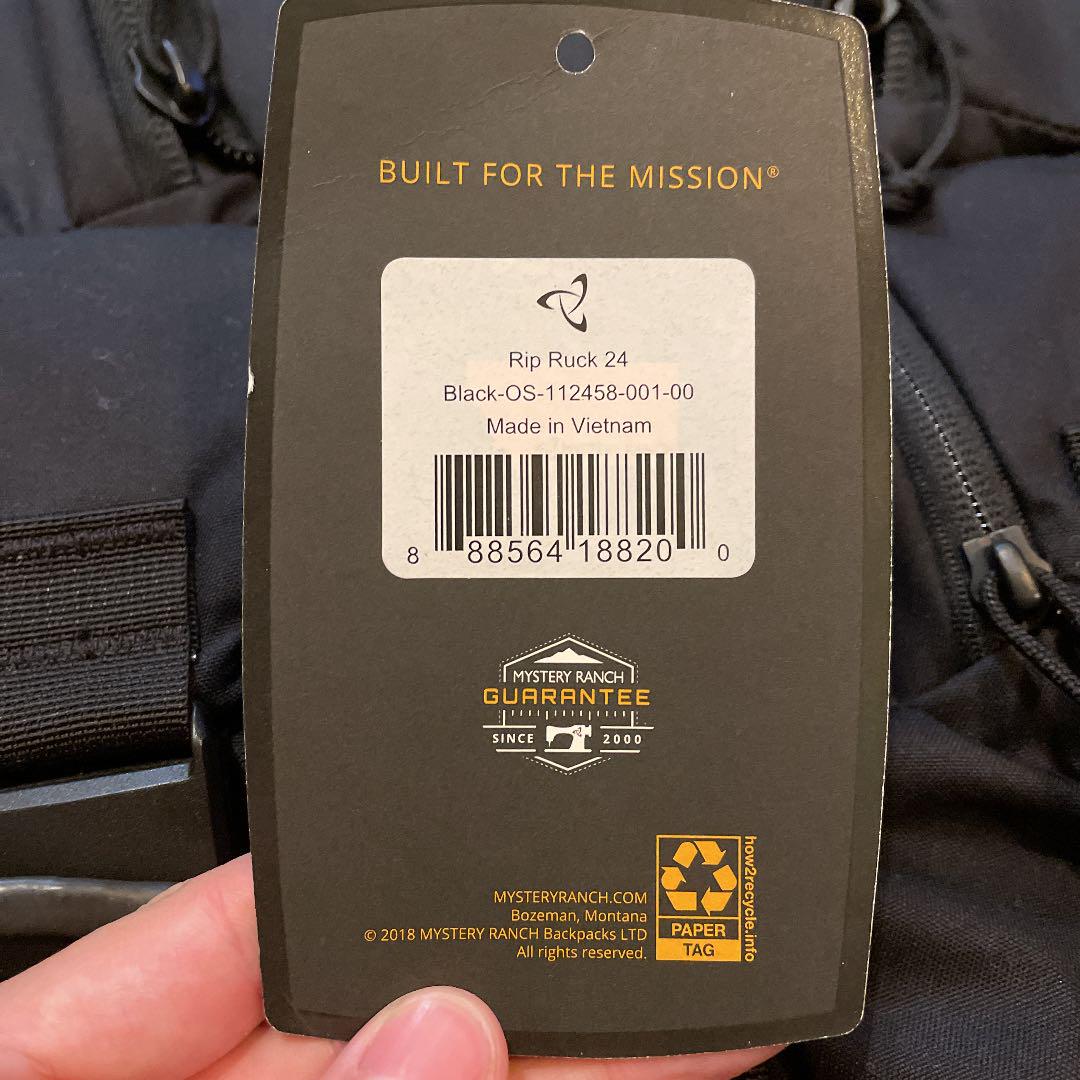 BUILT FOR THE MISSION®
Rip Ruck 24
Black-OS-112458-001-00
Made in Vietnam
8 88564 18820 0
MYSTERY RANCH
GUARANTEE
SINCE 2000
MYSTERYRANCH.COM
Bozeman, Montana
© 2018 MYSTERY RANCH Backpacks LTD
All rights reserved.
PAPER
TAG
how2recycle.info